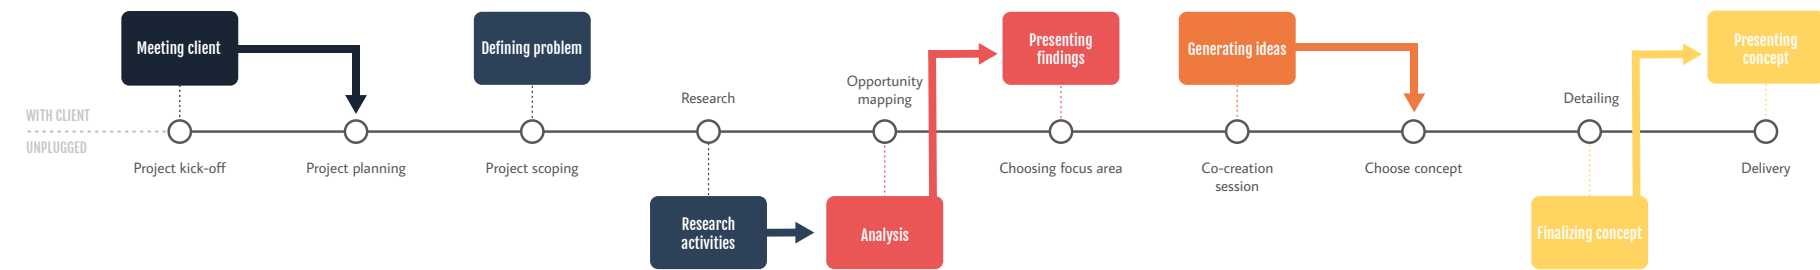 Meeting client
Defining problem
Presenting
findings
Generating ideas
Presenting
concept
Research
Opportunity
mapping
Detailing
WITH CLIENT
UNPLUGGED
Project kick-off
Project planning
Project scoping
Choosing focus area
Co-creation
session
Choose concept
Delivery
Research
activities
Analysis
Finalizing concept